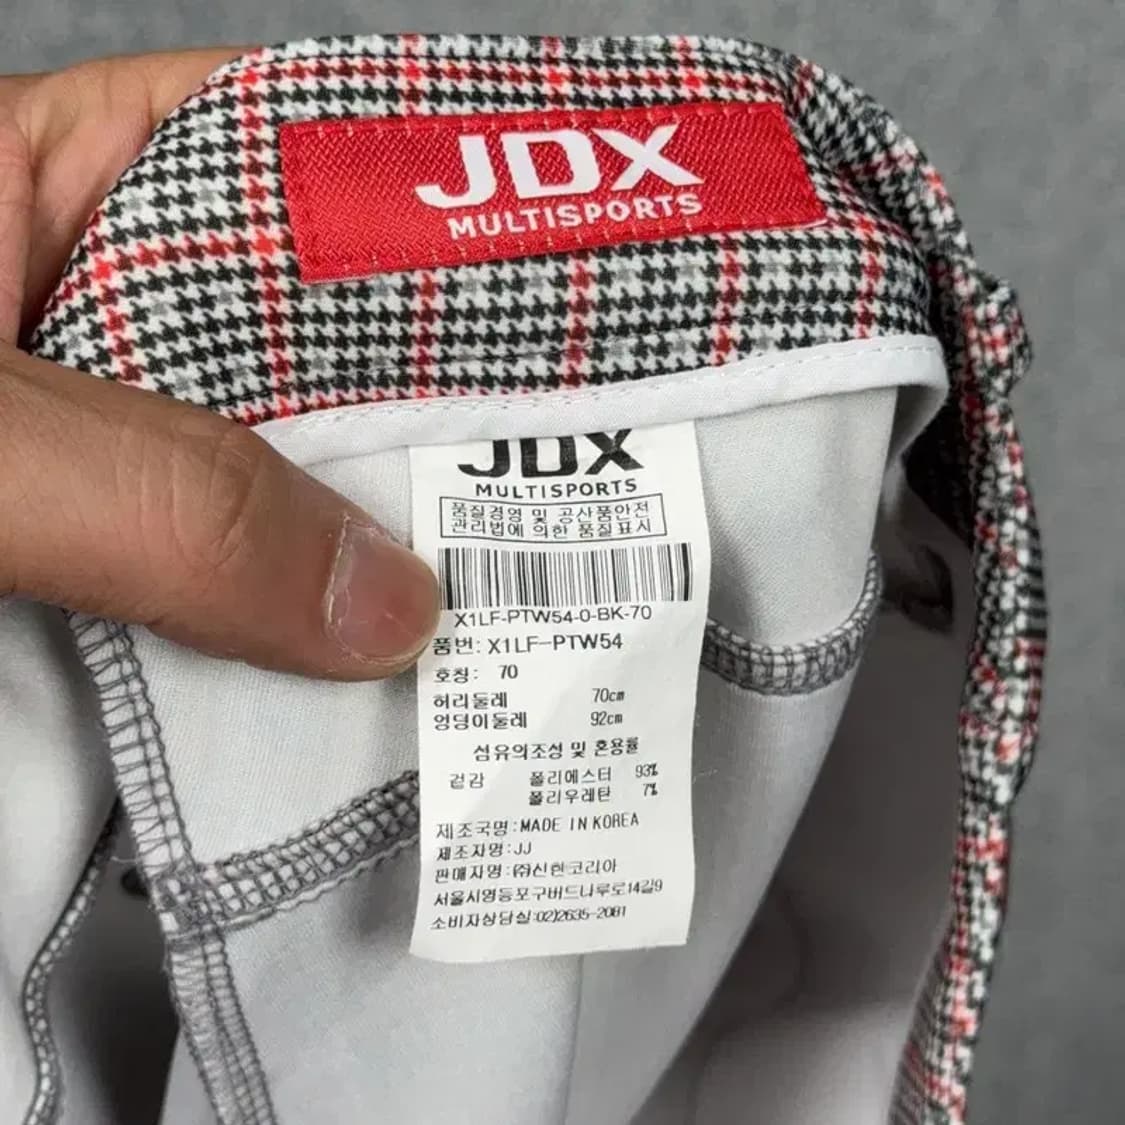 JDX
MULTISPORTS
JDX
MULTISPORTS
품질경영 및 공산품안전
관리법에 의한 품질표시
X1LF-PTW54-0-BK-70
품번: X1LF-PTW54
호칭: 70
허리둘레 70cm
엉덩이둘레 92cm
섬유의조성 및 혼용률
겉감 폴리에스터 93%
폴리우레탄 7%
제조국명:MADE IN KOREA
제조자명:JJ
판매자명:㈜신한코리아
서울시영등포구버드나루로14길9
소비자상담실:02)2635-2081